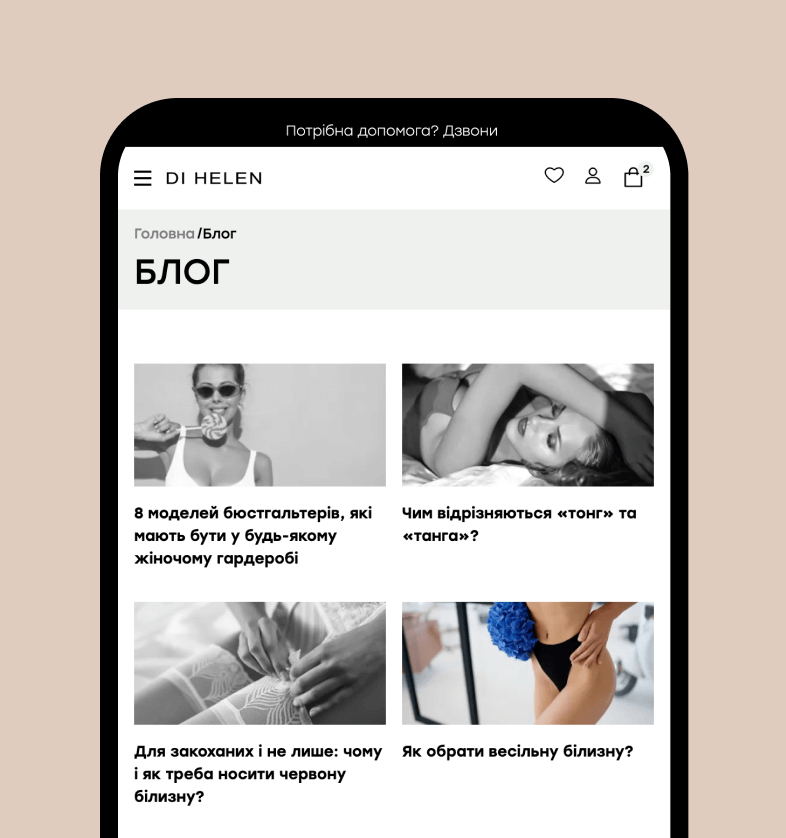 Потрібна допомога? Дзвони
DI HELEN
2
Головна /Блог
БЛОГ
8 моделей бюстгальтерів, які
мають бути у будь-якому
жіночому гардеробі
Чим відрізняються «тонг» та
«танга»?
Для закоханих і не лише: чому
і як треба носити червону
білизну?
Як обрати весільну білизну?